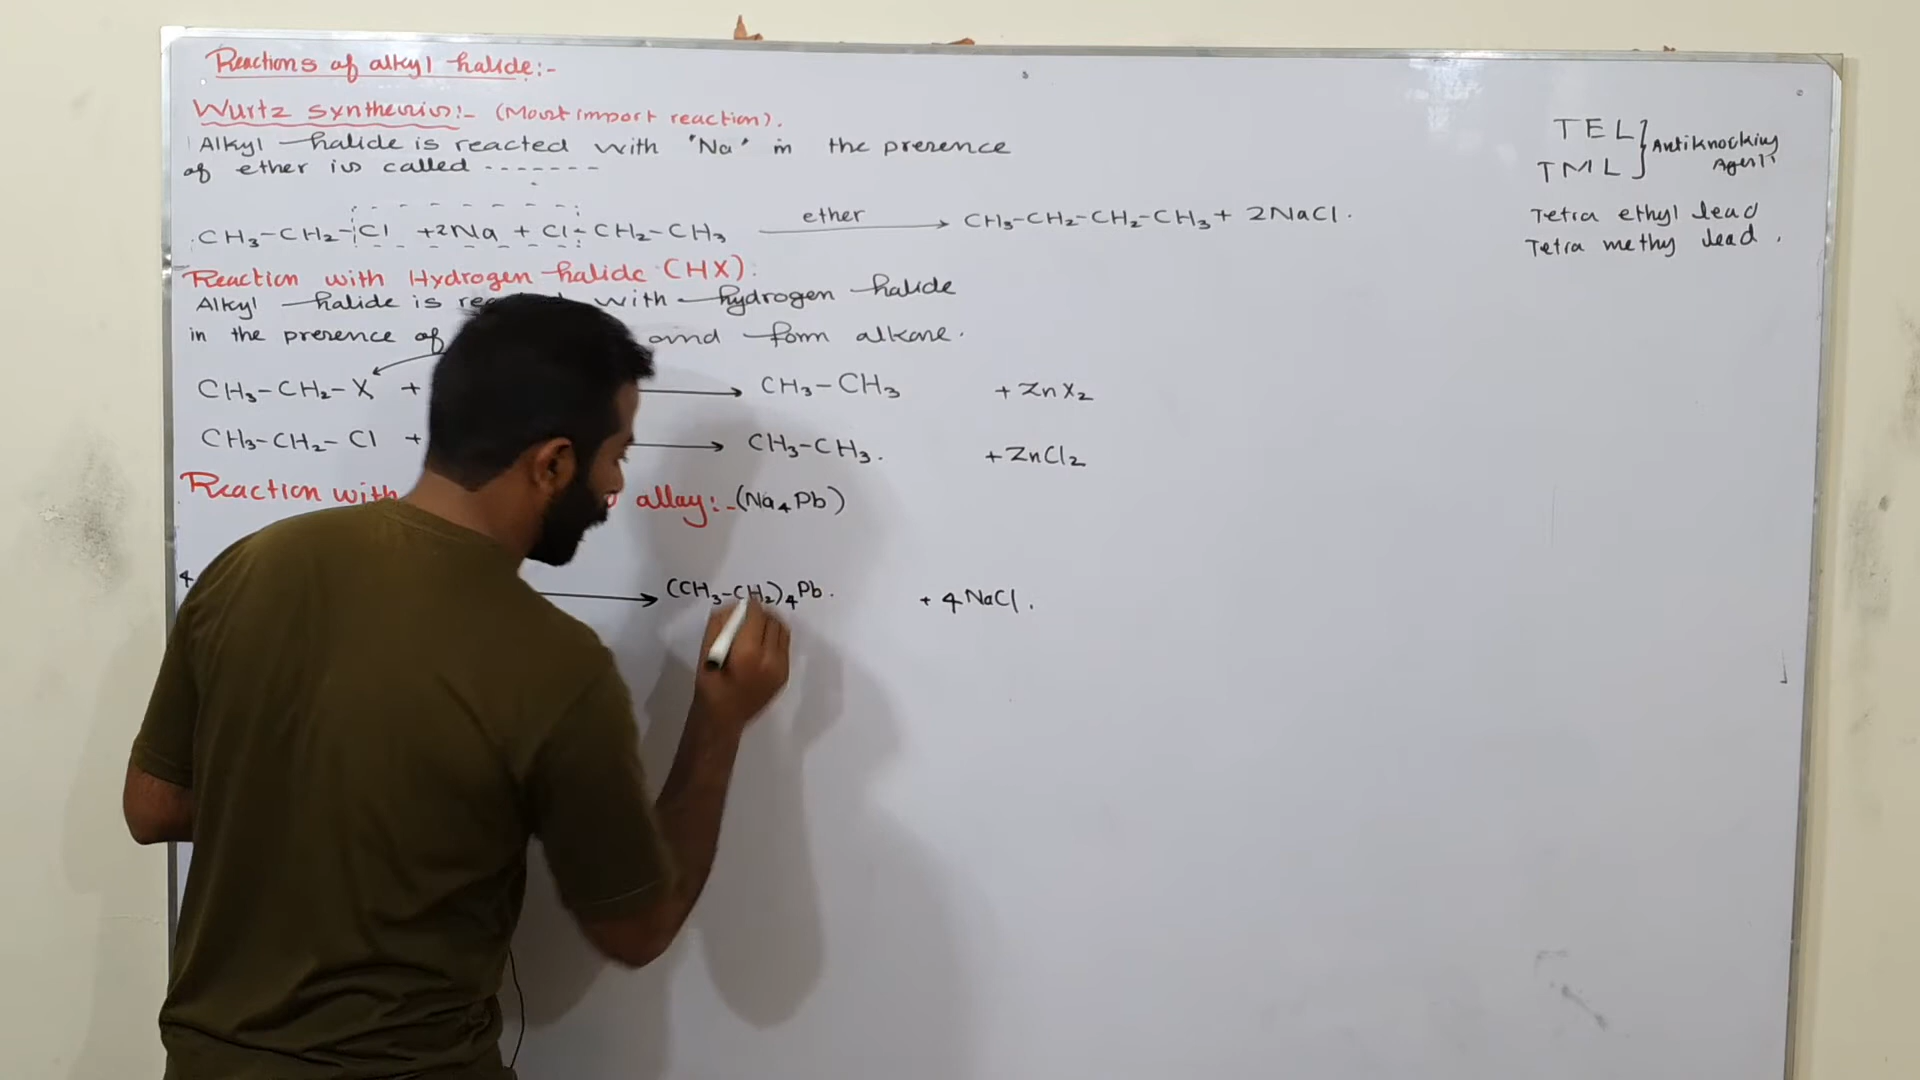 Reactions of alkyl halide:-
Wurtz synthesis:- (Most import reaction).
Alkyl halide is reacted with "Na" in the presence
of ether is called -------
CH₃-CH₂-Cl +2Na + Cl-CH₂-CH₃ ether → CH₃-CH₂-CH₂-CH₃ + 2NaCl.
Reaction with Hydrogen halide (HX):
Alkyl halide is with hydrogen halide
in the presence of and form alkane.
CH₃-CH₂-X + → CH₃-CH₃ + ZnX₂
CH₃-CH₂-Cl + → CH₃-CH₃. + ZnCl₂
Reaction with allay:- (Na₄Pb)
4 → (CH₃-CH₂)₄Pb. + 4NaCl.
TEL
TML
} Antiknocking
Agent
Tetra ethyl lead
Tetra methy lead.